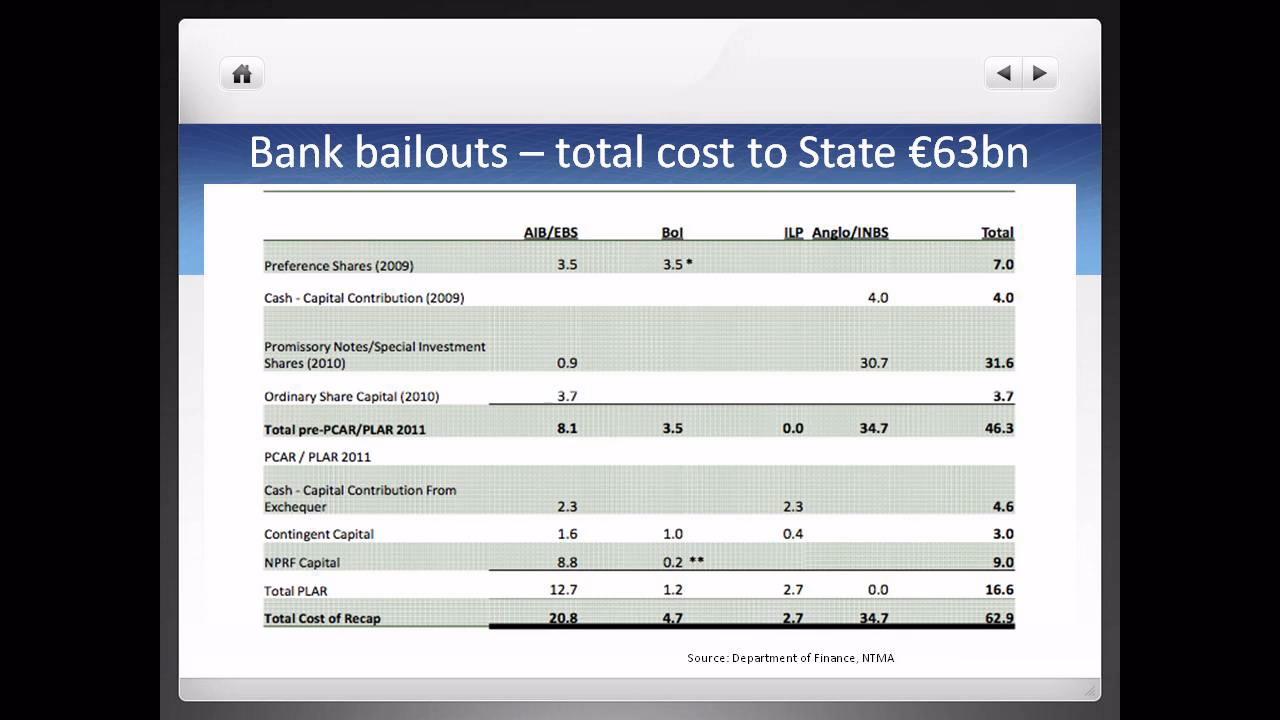 Bank bailouts – total cost to State €63bn
AIB/EBS BoI ILP Anglo/INBS Total
Preference Shares (2009) 3.5 3.5 * 7.0
Cash - Capital Contribution (2009) 4.0 4.0
Promissory Notes/Special Investment
Shares (2010) 0.9 30.7 31.6
Ordinary Share Capital (2010) 3.7 3.7
Total pre-PCAR/PLAR 2011 8.1 3.5 0.0 34.7 46.3
PCAR / PLAR 2011
Cash - Capital Contribution From
Exchequer 2.3 2.3 4.6
Contingent Capital 1.6 1.0 0.4 3.0
NPRF Capital 8.8 0.2 ** 9.0
Total PLAR 12.7 1.2 2.7 0.0 16.6
Total Cost of Recap 20.8 4.7 2.7 34.7 62.9
Source: Department of Finance, NTMA